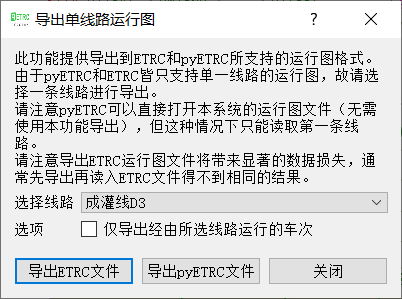 ETRC
导出单线路运行图
此功能提供导出到ETRC和pyETRC所支持的运行图格式。
由于pyETRC和ETRC皆只支持单一线路的运行图，故请选
择一条线路进行导出。
请注意pyETRC可以直接打开本系统的运行图文件（无需
使用本功能导出），但这种情况下只能读取第一条线
路。
请注意导出ETRC运行图文件将带来显著的数据损失，通
常先导出再读入ETRC文件得不到相同的结果。
选择线路 成灌线D3
选项 仅导出经由所选线路运行的车次
导出ETRC文件 导出pyETRC文件 关闭